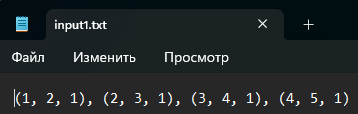 input1.txt
Файл Изменить Просмотр
(1, 2, 1), (2, 3, 1), (3, 4, 1), (4, 5, 1)